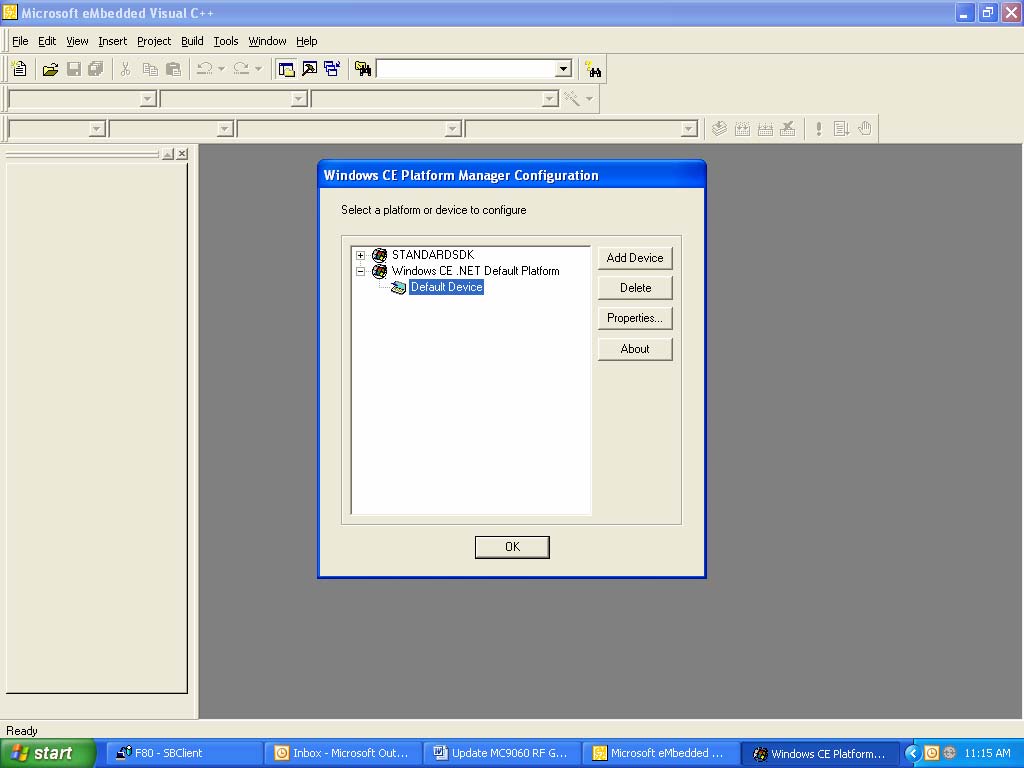 Microsoft eMbedded Visual C++
File Edit View Insert Project Build Tools Window Help
Windows CE Platform Manager Configuration
Select a platform or device to configure
STANDARDSDK
Windows CE .NET Default Platform
Default Device
Add Device
Delete
Properties...
About
OK
Ready
start F80 - SBClient Inbox - Microsoft Out... Update MC9060 RF G... Microsoft eMbedded ... Windows CE Platform... 11:15 AM